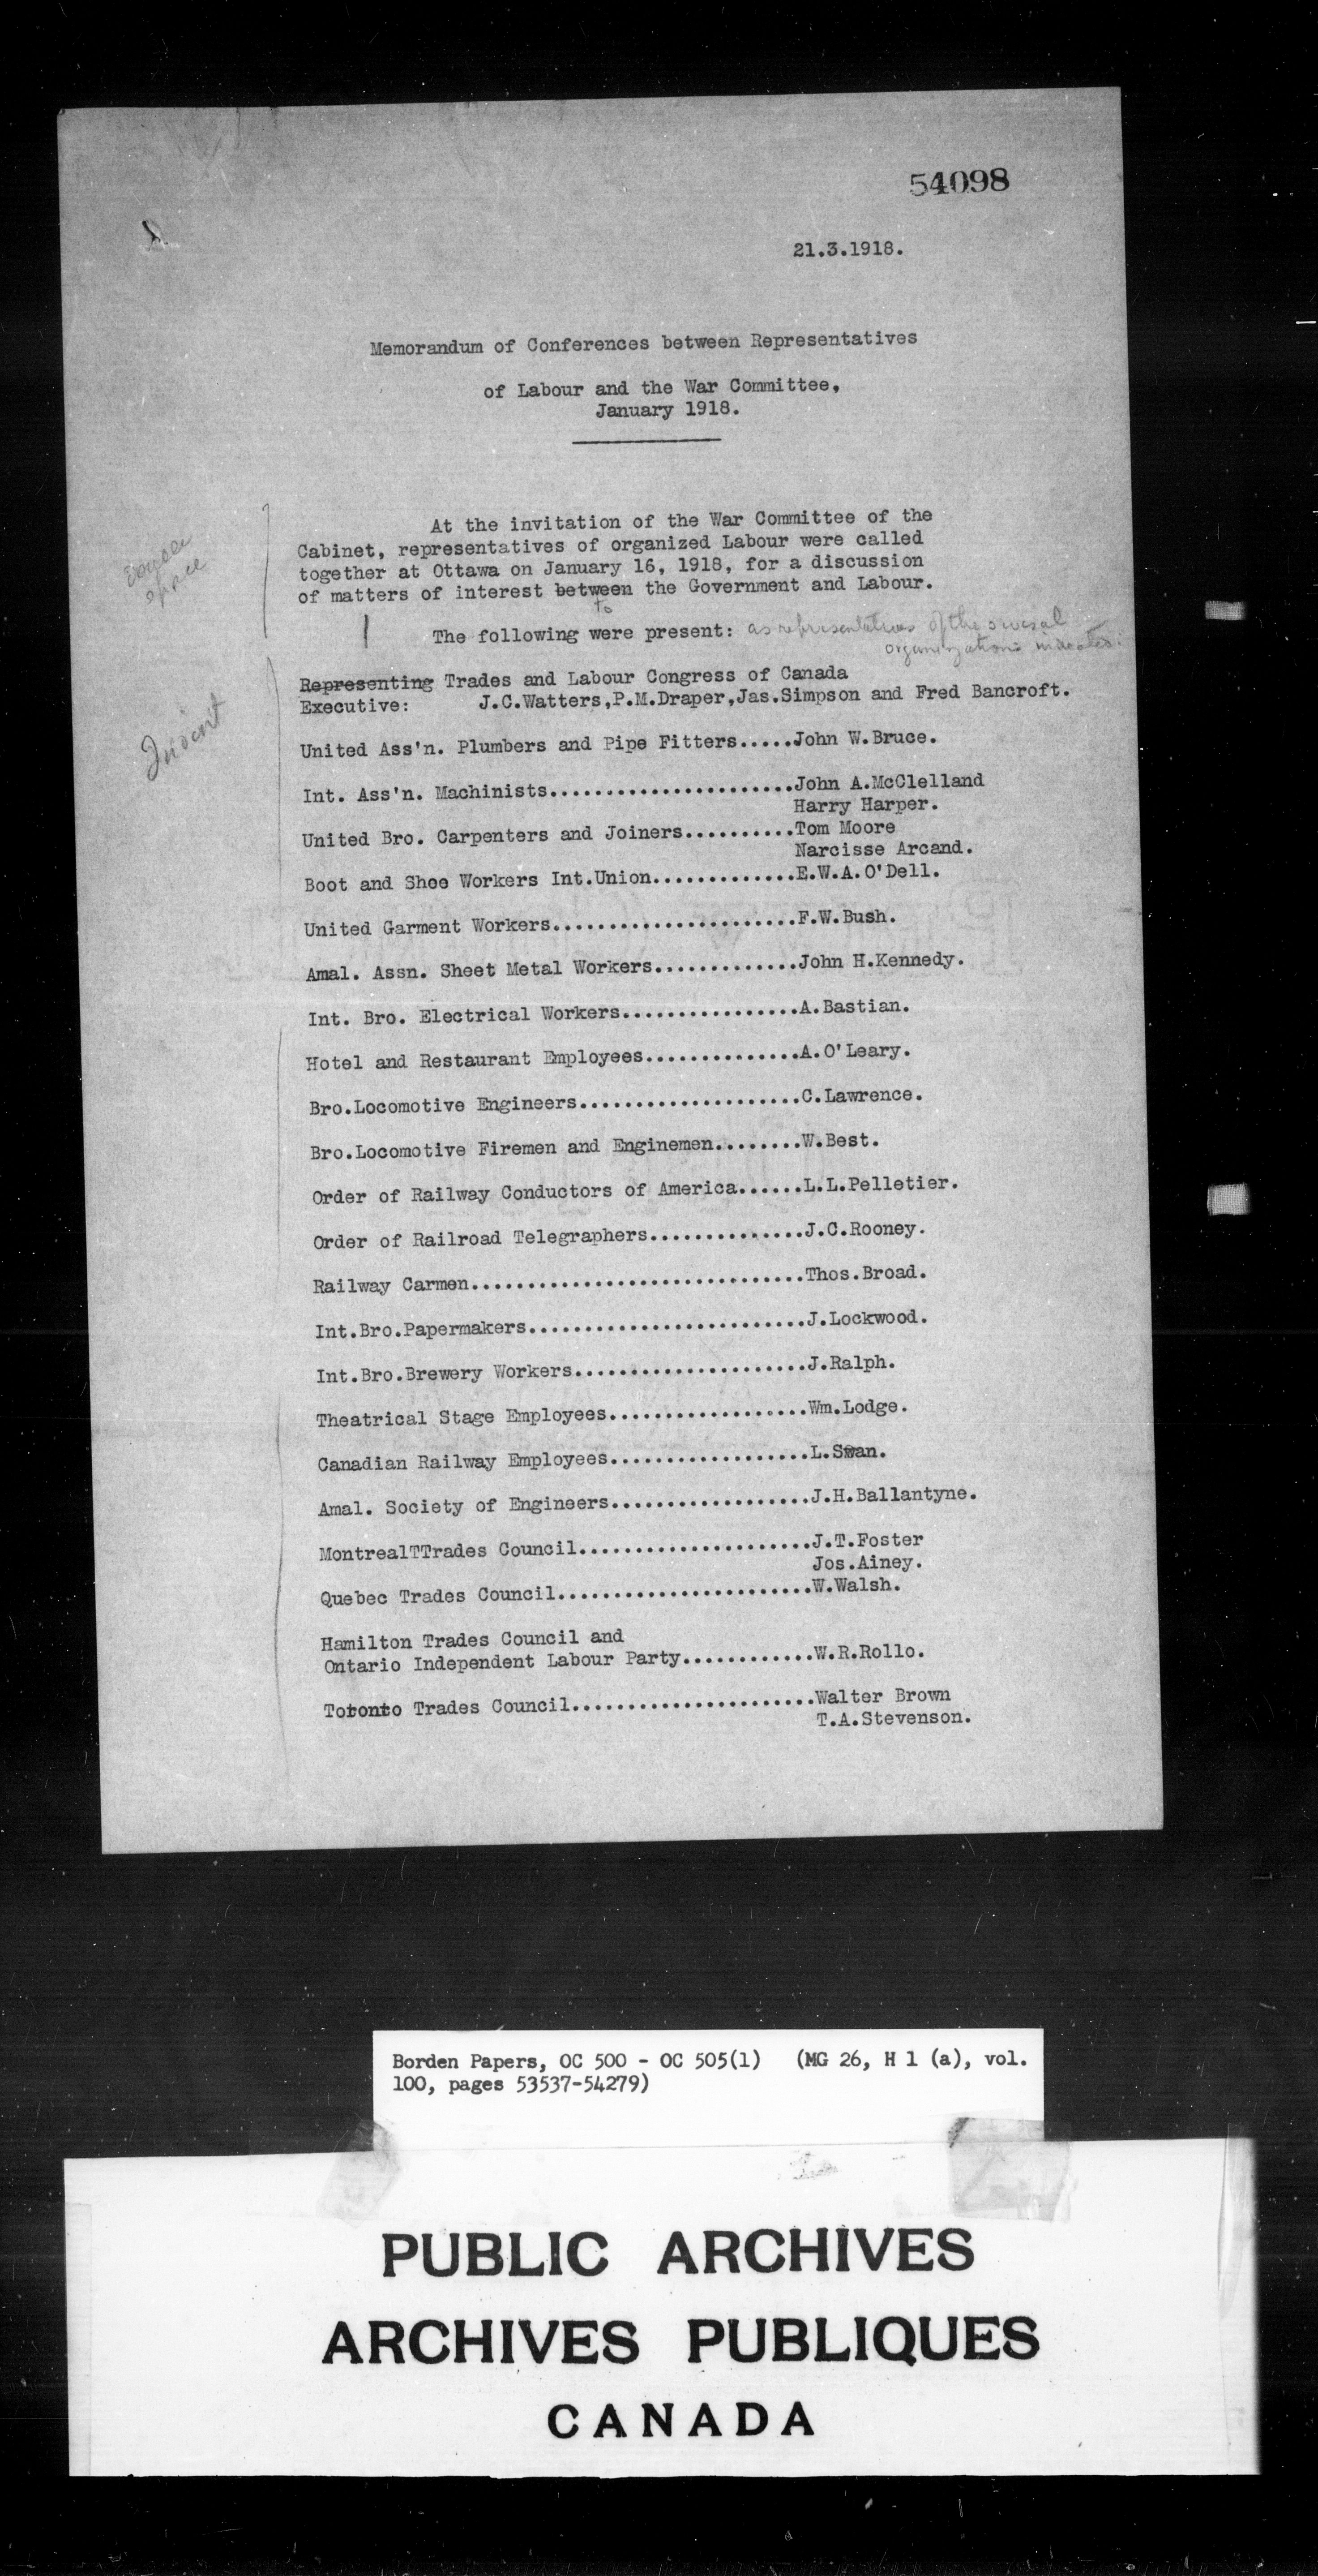 54098
21.3.1918.
Memorandum of Conferences between Representatives
of Labour and the War Committee,
January 1918.
At the invitation of the War Committee of the
Cabinet, representatives of organized Labour were called
together at Ottawa on January 16, 1918, for a discussion
of matters of interest between the Government and Labour.
to
The following were present: as representatives of the several
organizations indicated:
Representing Trades and Labour Congress of Canada
Executive: J.C.Watters,P.M.Draper,Jas.Simpson and Fred Bancroft.
Indent
United Ass'n. Plumbers and Pipe Fitters.....John W.Bruce.
Int. Ass'n. Machinists......................John A.McClelland
Harry Harper.
United Bro. Carpenters and Joiners..........Tom Moore
Narcisse Arcand.
Boot and Shoe Workers Int.Union.............E.W.A.O'Dell.
United Garment Workers......................F.W.Bush.
Amal. Assn. Sheet Metal Workers.............John H.Kennedy.
Int. Bro. Electrical Workers................A.Bastian.
Hotel and Restaurant Employees..............A.O'Leary.
Bro.Locomotive Engineers....................C.Lawrence.
Bro.Locomotive Firemen and Enginemen........W.Best.
Order of Railway Conductors of America......L.L.Pelletier.
Order of Railroad Telegraphers..............J.C.Rooney.
Railway Carmen..............................Thos.Broad.
Int.Bro.Papermakers.........................J.Lockwood.
Int.Bro.Brewery Workers.....................J.Ralph.
Theatrical Stage Employees..................Wm.Lodge.
Canadian Railway Employees..................L.Swan.
Amal. Society of Engineers..................J.H.Ballantyne.
MontrealTTrades Council.....................J.T.Foster
Jos.Ainey.
Quebec Trades Council.......................W.Walsh.
Hamilton Trades Council and
Ontario Independent Labour Party............W.R.Rollo.
Toronto Trades Council......................Walter Brown
T.A.Stevenson.
Borden Papers, OC 500 - OC 505(1) (MG 26, H 1 (a), vol.
100, pages 53537-54279)
PUBLIC ARCHIVES
ARCHIVES PUBLIQUES
CANADA